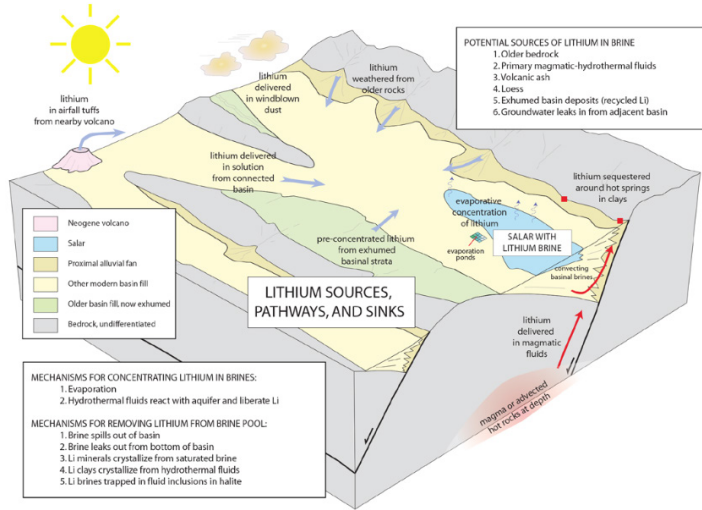 POTENTIAL SOURCES OF LITHIUM IN BRINE
1. Older bedrock
2. Primary magmatic-hydrothermal fluids
3. Volcanic ash
4. Loess
5. Exhumed basin deposits (recycled Li)
6. Groundwater leaks in from adjacent basin
lithium
weathered from
older rocks
lithium
delivered
in windblown
dust
lithium
in airfall tuffs
from nearby volcano
lithium delivered
in solution
from connected
basin
lithium sequestered
around hot springs
in clays
evaporative
concentration
of lithium
pre-concentrated lithium
from exhumed
basinal strata
evaporation
ponds
SALAR WITH
LITHIUM BRINE
convecting
basinal brines
lithium
delivered
in magmatic
fluids
magma or advected
hot rocks at depth
Neogene volcano
Salar
Proximal alluvial fan
Other modern basin fill
Older basin fill, now exhumed
Bedrock, undifferentiated
LITHIUM SOURCES,
PATHWAYS, AND SINKS
MECHANISMS FOR CONCENTRATING LITHIUM IN BRINES:
1. Evaporation
2. Hydrothermal fluids react with aquifer and liberate Li
MECHANISMS FOR REMOVING LITHIUM FROM BRINE POOL:
1. Brine spills out of basin
2. Brine leaks out from bottom of basin
3. Li minerals crystallize from saturated brine
4. Li clays crystallize from hydrothermal fluids
5. Li brines trapped in fluid inclusions in halite